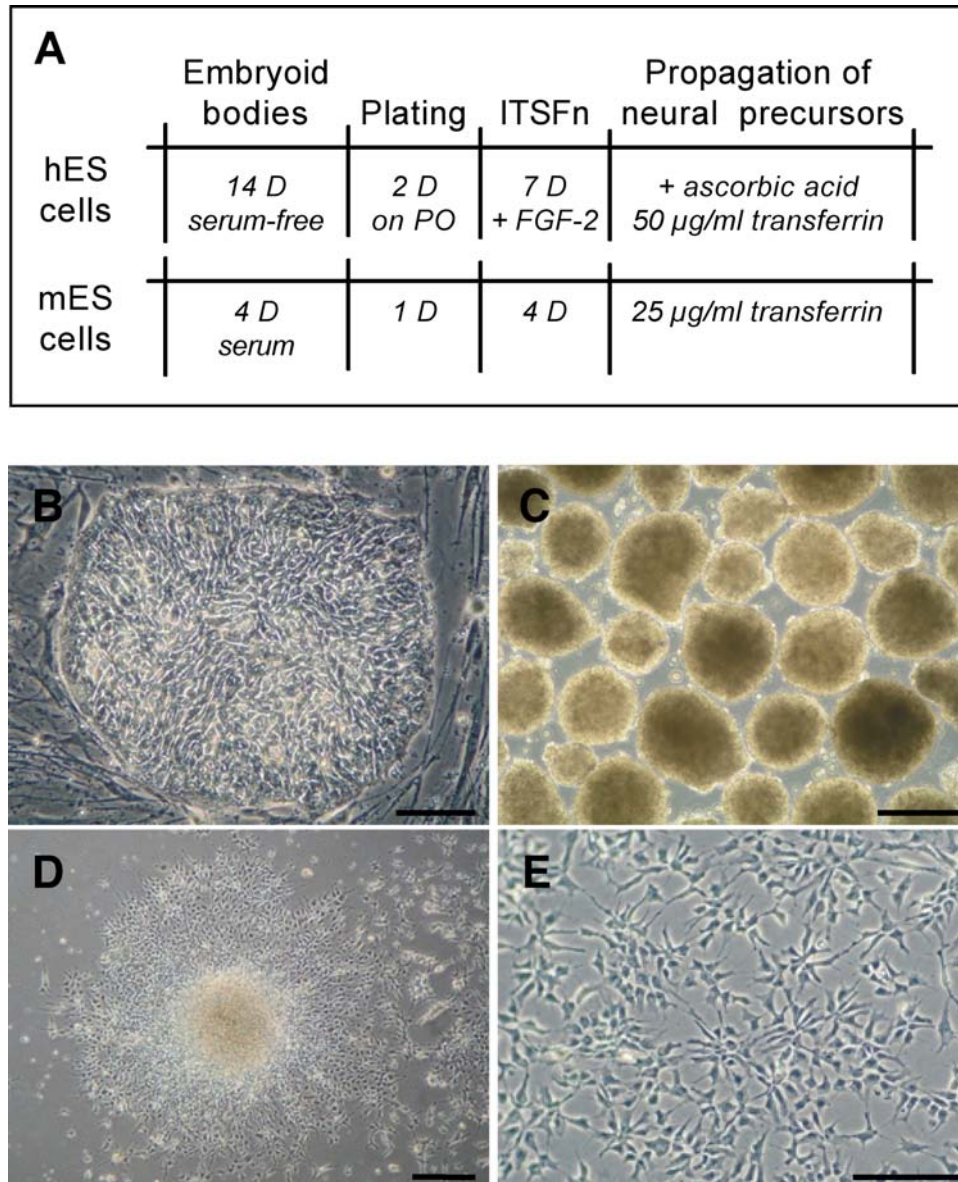 A
Embryoid bodies
Plating
ITSFn
Propagation of neural precursors
hES cells
14 D serum-free
2 D on PO
7 D + FGF-2
+ ascorbic acid 50 µg/ml transferrin
mES cells
4 D serum
1 D
4 D
25 µg/ml transferrin
B
C
D
E